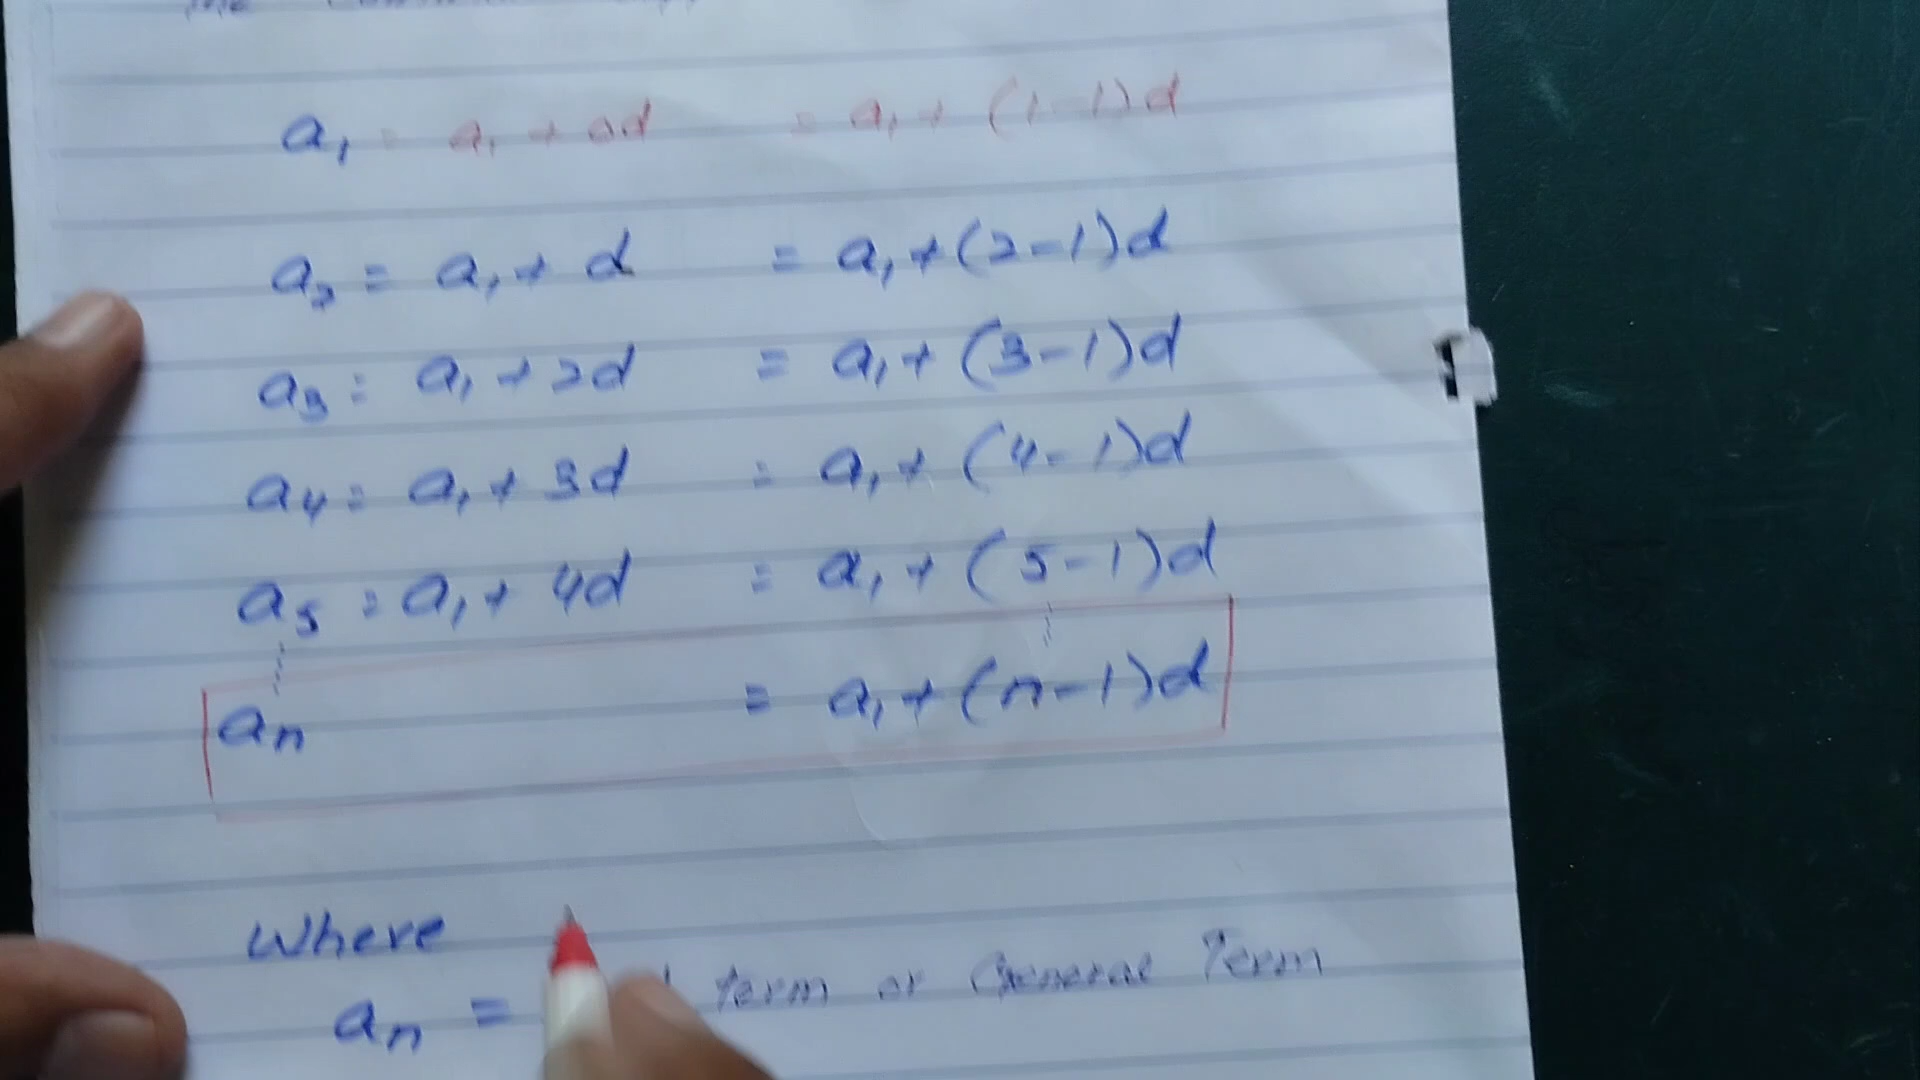 a₁ = a₁ + 0d = a₁ + (1-1)d
a₂ = a₁ + d = a₁ + (2-1)d
a₃ = a₁ + 2d = a₁ + (3-1)d
a₄ = a₁ + 3d = a₁ + (4-1)d
a₅ = a₁ + 4d = a₁ + (5-1)d
aₙ = a₁ + (n-1)d
Where
aₙ = term or General Term